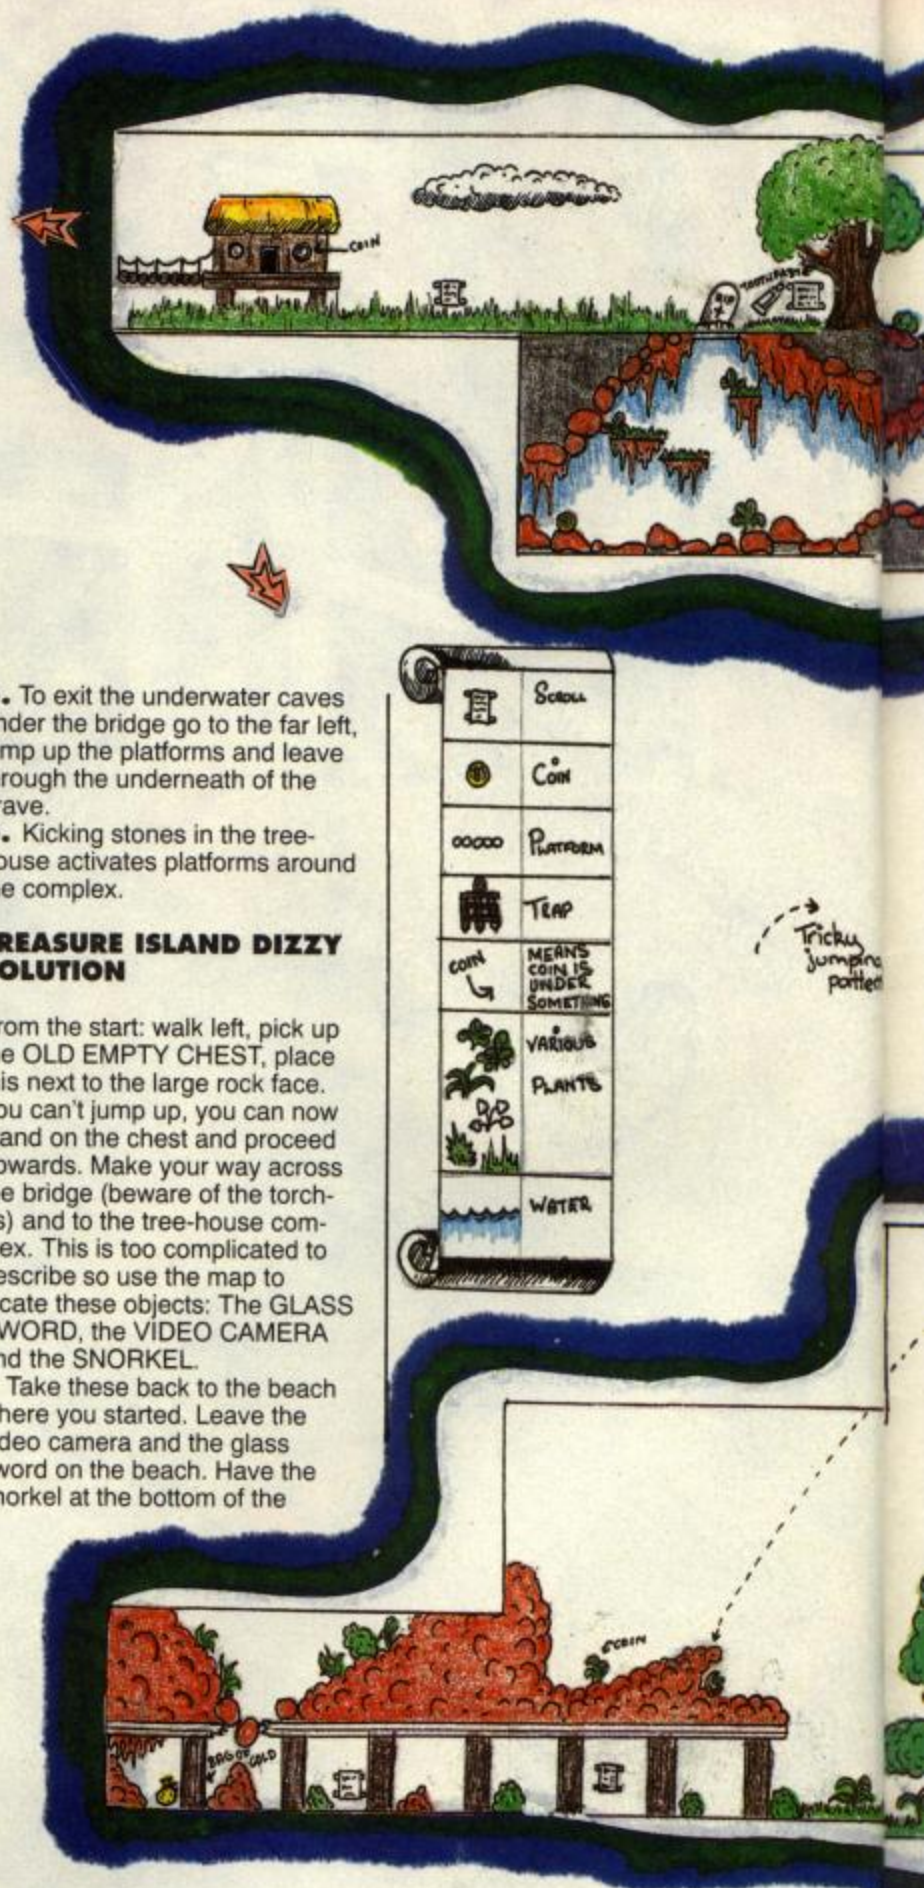 COIN
RIP
TOOTHPASTE
. To exit the underwater caves
nder the bridge go to the far left,
mp up the platforms and leave
rough the underneath of the
rave.
. Kicking stones in the tree-
ouse activates platforms around
e complex.
REASURE ISLAND DIZZY
OLUTION
rom the start: walk left, pick up
e OLD EMPTY CHEST, place
is next to the large rock face.
ou can't jump up, you can now
and on the chest and proceed
owards. Make your way across
e bridge (beware of the torch-
s) and to the tree-house com-
ex. This is too complicated to
escribe so use the map to
cate these objects: The GLASS
WORD, the VIDEO CAMERA
nd the SNORKEL.
Take these back to the beach
here you started. Leave the
deo camera and the glass
word on the beach. Have the
norkel at the bottom of the
SCROLL
COIN
PLATFORM
TRAP
COIN
MEANS
COIN IS
UNDER
SOMETHING
VARIOUS
PLANTS
WATER
Tricky
jumping
COIN
BAG OF GOLD